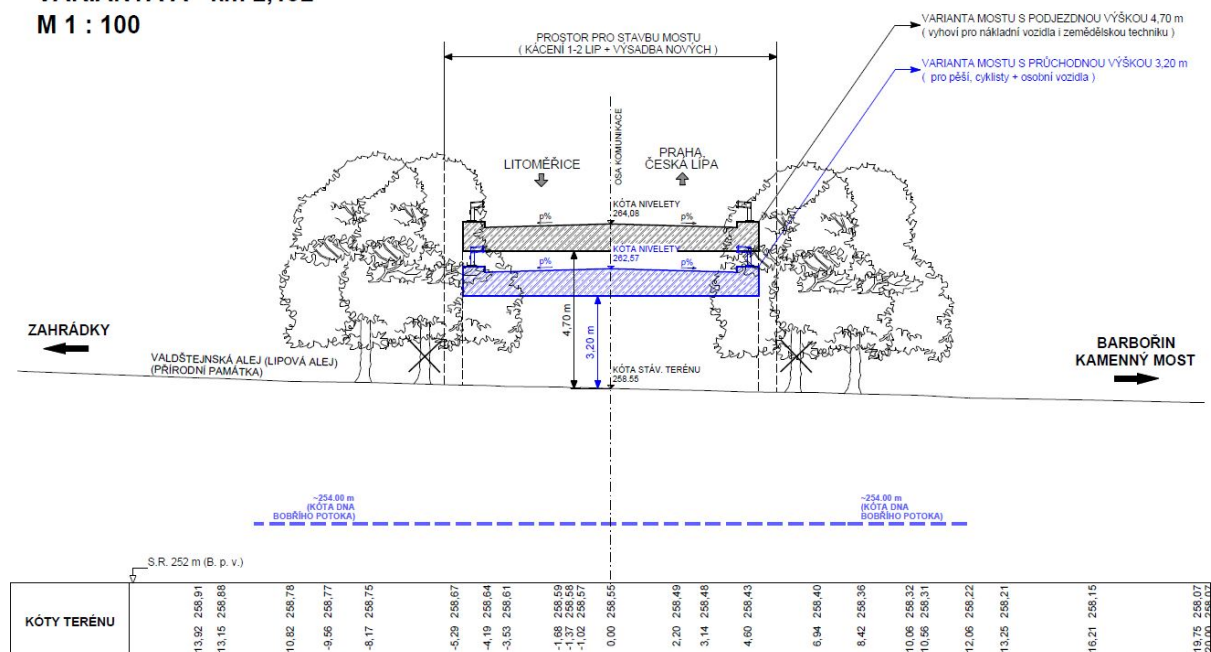 M 1 : 100
PROSTOR PRO STAVBU MOSTU
( KÁCENÍ 1-2 LIP + VÝSADBA NOVÝCH )
VARIANTA MOSTU S PODJEZDNOU VÝŠKOU 4,70 m
( vyhoví pro nákladní vozidla i zemědělskou techniku )
VARIANTA MOSTU S PRŮCHODNOU VÝŠKOU 3,20 m
( pro pěší, cyklisty + osobní vozidla )
OSA KOMUNIKACE
LITOMĚŘICE
PRAHA,
ČESKÁ LÍPA
KÓTA NIVELETY
264,08
p%
p%
KÓTA NIVELETY
262,57
p%
p%
4,70 m
3,20 m
ZAHRÁDKY
VALDŠTEJNSKÁ ALEJ (LIPOVÁ ALEJ)
(PŘÍRODNÍ PAMÁTKA)
KÓTA STÁV. TERÉNU
258.55
BARBOŘIN
KAMENNÝ MOST
~254.00 m
(KÓTA DNA
BOBŘÍHO POTOKA)
~254.00 m
(KÓTA DNA
BOBŘÍHO POTOKA)
S.R. 252 m (B. p. v.)
KÓTY TERÉNU
13,92 258,91
13,15 258,88
10,82 258,78
-9,56 258,77
-8,17 258,75
-5,29 258,67
-4,19 258,64
-3,53 258,61
-1,68 258,59
-1,37 258,58
-1,02 258,57
0,00 258,55
2,20 258,49
3,14 258,48
4,60 258,43
6,94 258,40
8,42 258,36
10,06 258,32
10,56 258,31
12,06 258,22
13,25 258,21
16,21 258,15
19,75 258,07
20,00 258,07